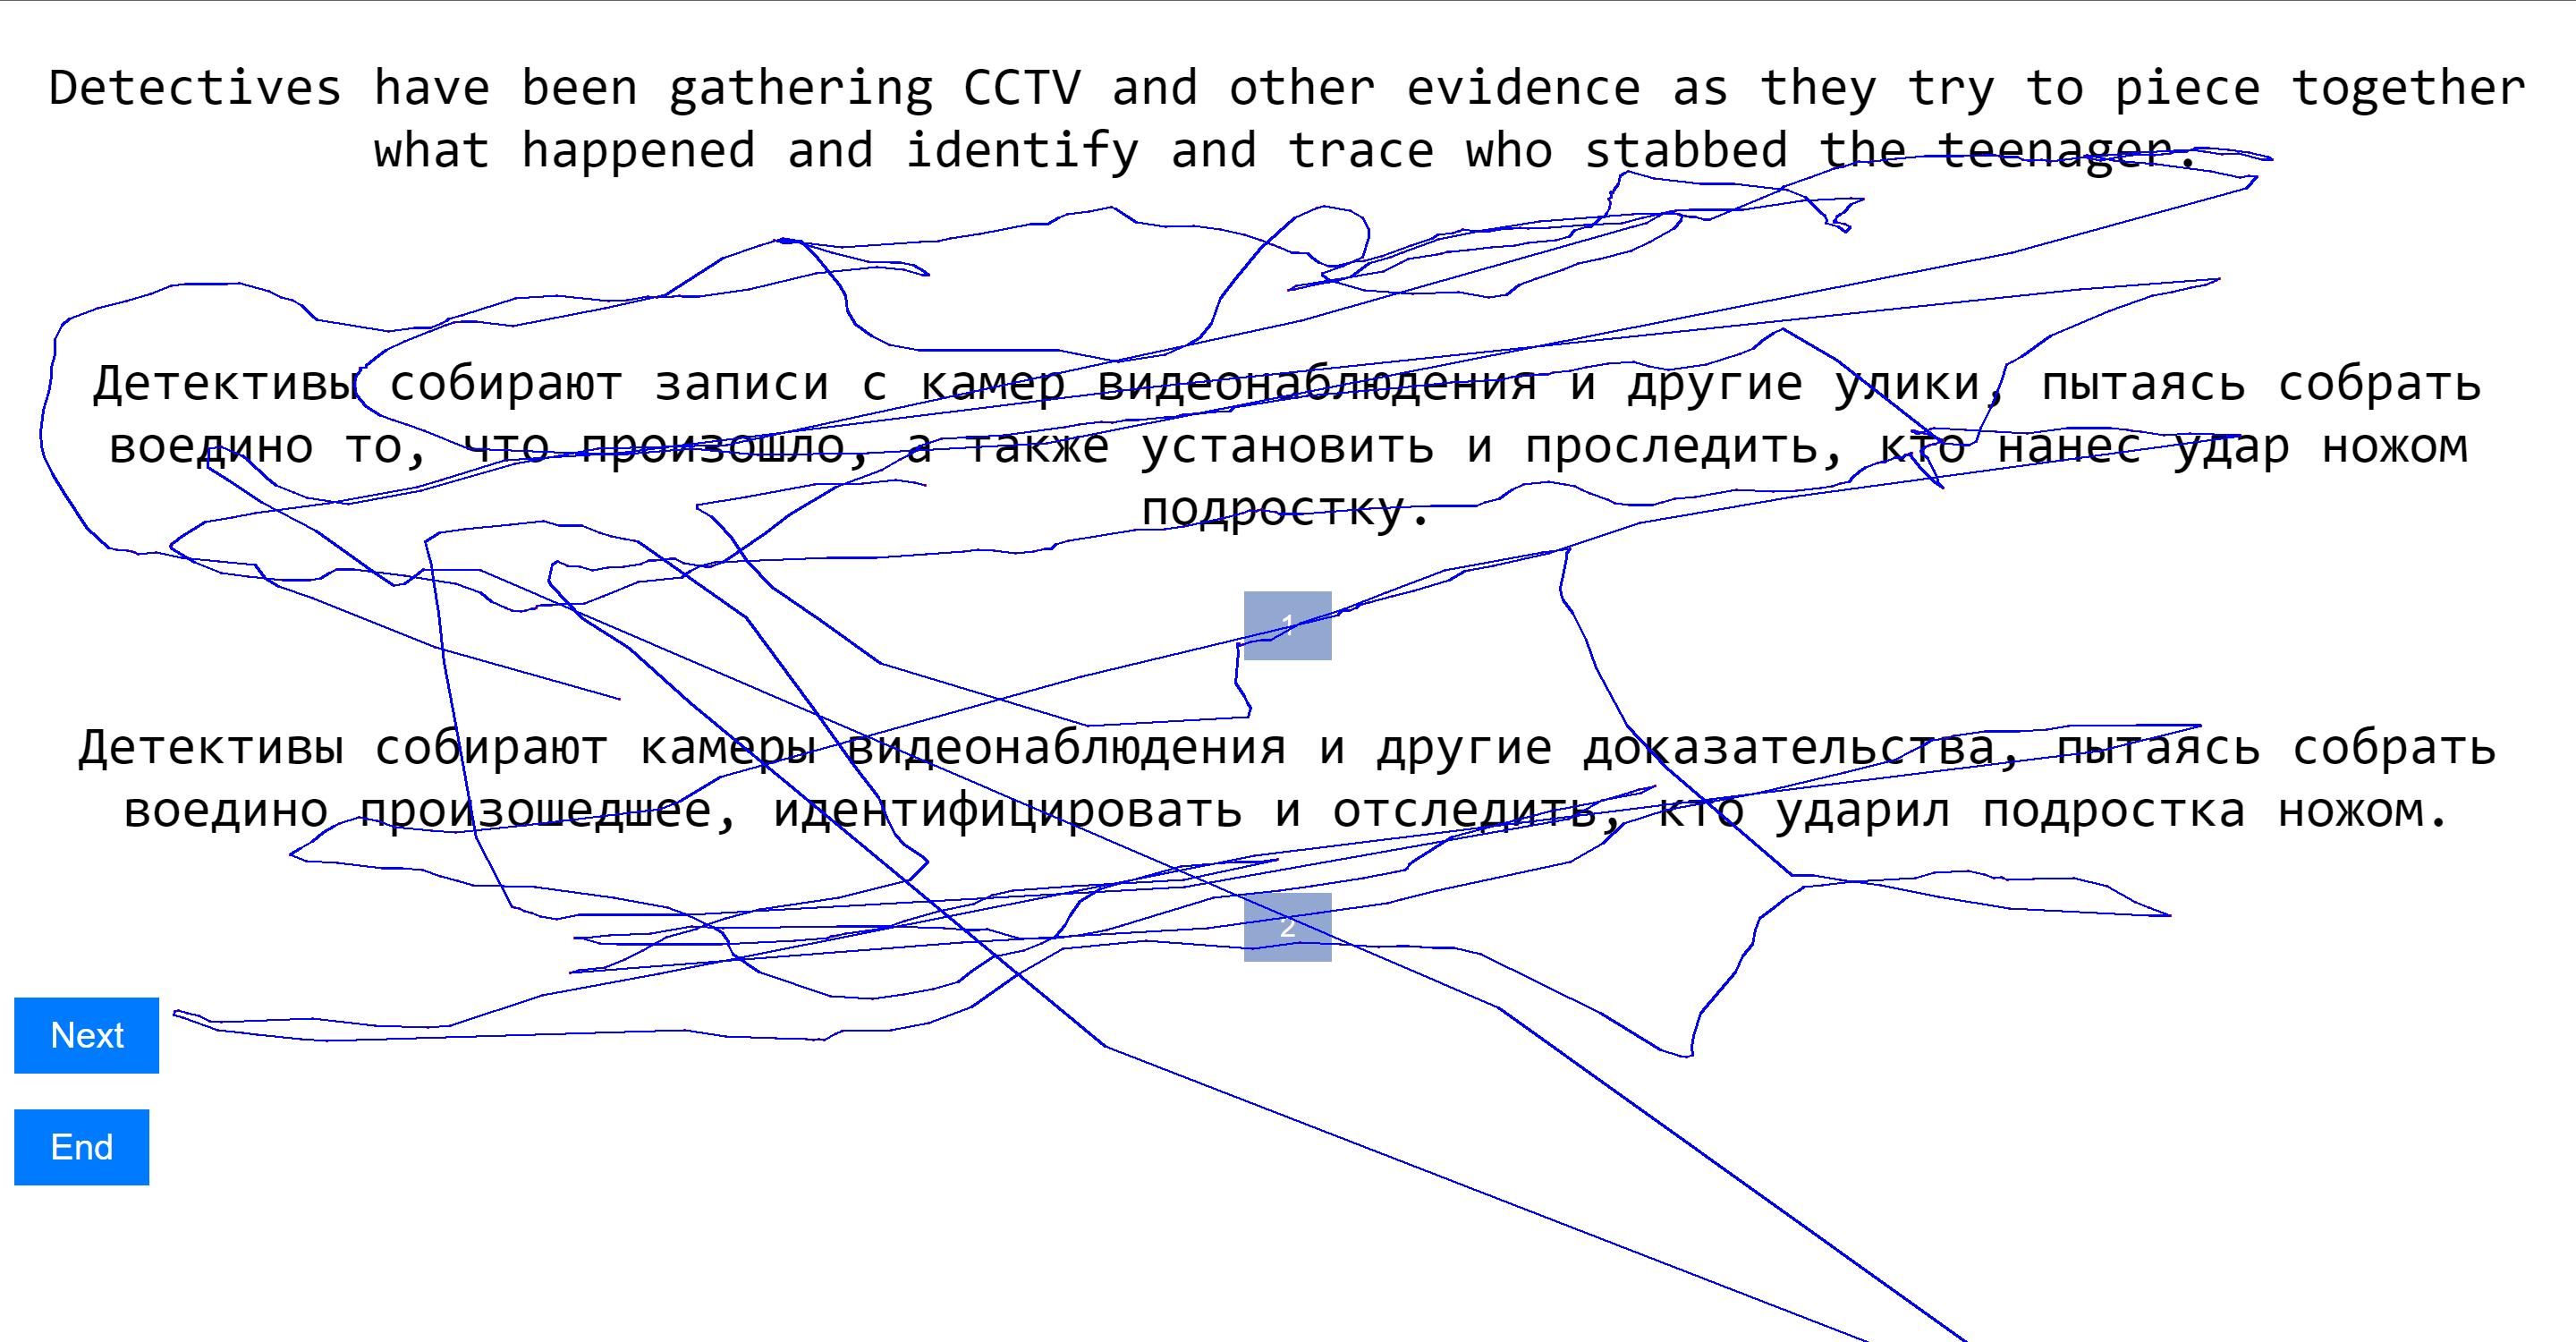 Detectives have been gathering CCTV and other evidence as they try to piece together
what happened and identify and trace who stabbed the teenager.
Детективы собирают записи с камер видеонаблюдения и другие улики, пытаясь собрать
воедино то, что произошло, а также установить и проследить, кто нанес удар ножом
подростку.
1
Детективы собирают камеры видеонаблюдения и другие доказательства, пытаясь собрать
воедино произошедшее, идентифицировать и отследить, кто ударил подростка ножом.
2
Next
End